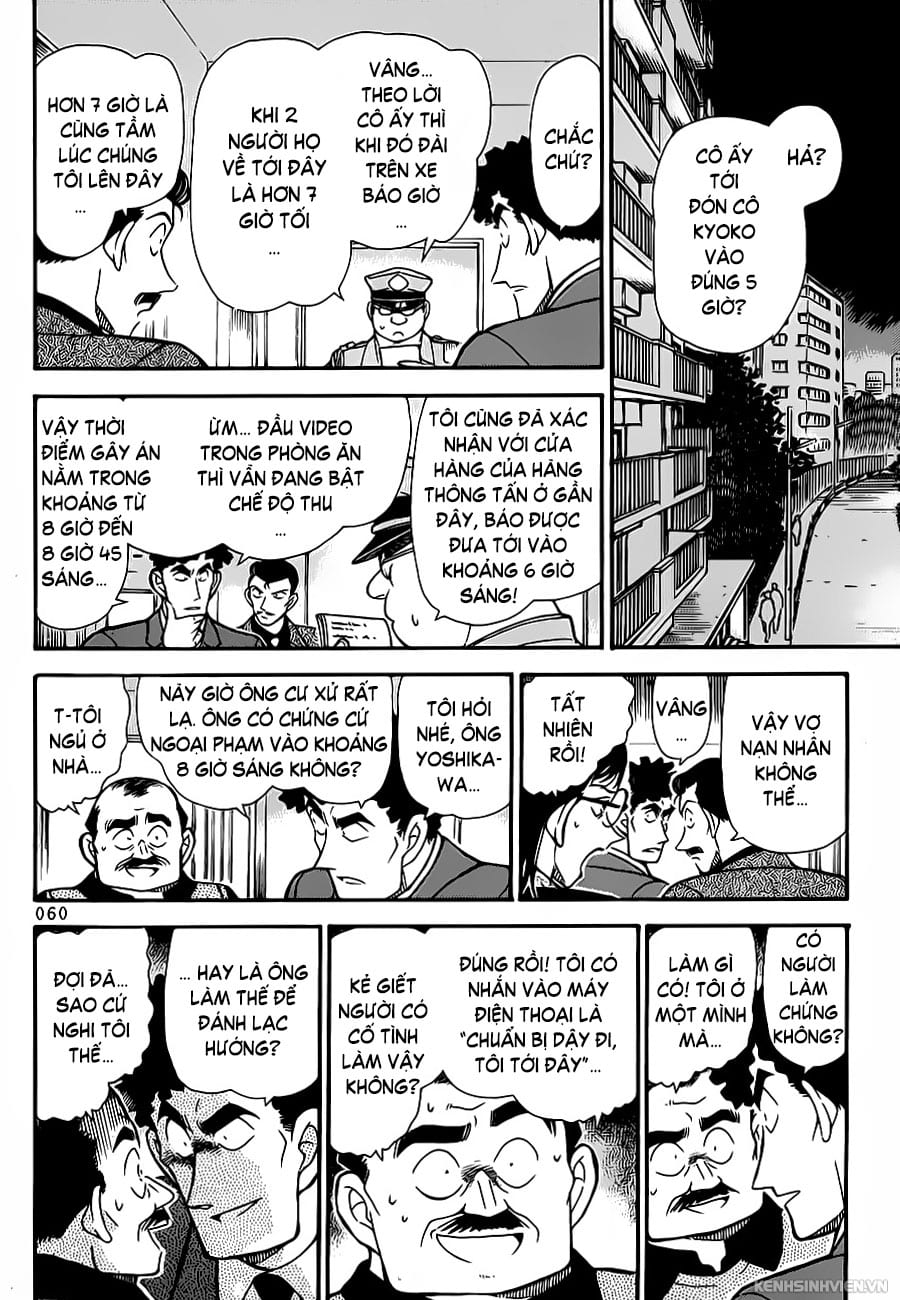 HẢ?
CÔ ẤY
TỚI
ĐÓN CÔ
KYOKO
VÀO
ĐÚNG 5
GIỜ?
CHẮC
CHỨ?
VÂNG...
THEO LỜI
CÔ ẤY THÌ
KHI ĐÓ ĐÀI
TRÊN XE
BÁO GIỜ
...
KHI 2
NGƯỜI HỌ
VỀ TỚI ĐÂY
LÀ HƠN 7
GIỜ TỐI
...
HƠN 7 GIỜ LÀ
CŨNG TẦM
LÚC CHÚNG
TÔI LÊN ĐÂY
...
TÔI CŨNG ĐÃ XÁC
NHẬN VỚI CỬA
HÀNG CỦA HÃNG
THÔNG TẤN Ở GẦN
ĐÂY, BÁO ĐƯỢC
ĐƯA TỚI VÀO
KHOẢNG 6 GIỜ
SÁNG!
ỪM... ĐẦU VIDEO
TRONG PHÒNG ĂN
THÌ VẪN ĐANG BẬT
CHẾ ĐỘ THU
...
VẬY THỜI
ĐIỂM GÂY ÁN
NẰM TRONG
KHOẢNG TỪ
8 GIỜ ĐẾN
8 GIỜ 45
SÁNG...
VẬY VỢ
NẠN NHÂN
KHÔNG
THỂ...
VÂNG
...
TẤT
NHIÊN
RỒI!
TÔI HỎI
NHÉ, ÔNG
YOSHIKA-
WA...
NÃY GIỜ ÔNG CƯ XỬ RẤT
LẠ. ÔNG CÓ CHỨNG CỨ
NGOẠI PHẠM VÀO KHOẢNG
8 GIỜ SÁNG KHÔNG?
T-TÔI
NGỦ Ở
NHÀ...
060
CÓ
NGƯỜI
LÀM
CHỨNG
KHÔNG?
LÀM GÌ
CÓ! TÔI Ở
MỘT MÌNH
MÀ...
ĐÚNG RỒI! TÔI CÓ
NHẮN VÀO MÁY
ĐIỆN THOẠI LÀ
"CHUẨN BỊ DẬY ĐI,
TÔI TỚI ĐÂY"...
KẺ GIẾT
NGƯỜI CÓ
CỐ TÌNH
LÀM VẬY
KHÔNG?
... HAY LÀ ÔNG
LÀM THẾ ĐỂ
ĐÁNH LẠC
HƯỚNG?
ĐỢI ĐÃ...
SAO CỨ
NGHI TÔI
THẾ...
KENHSINHVIEN.VN